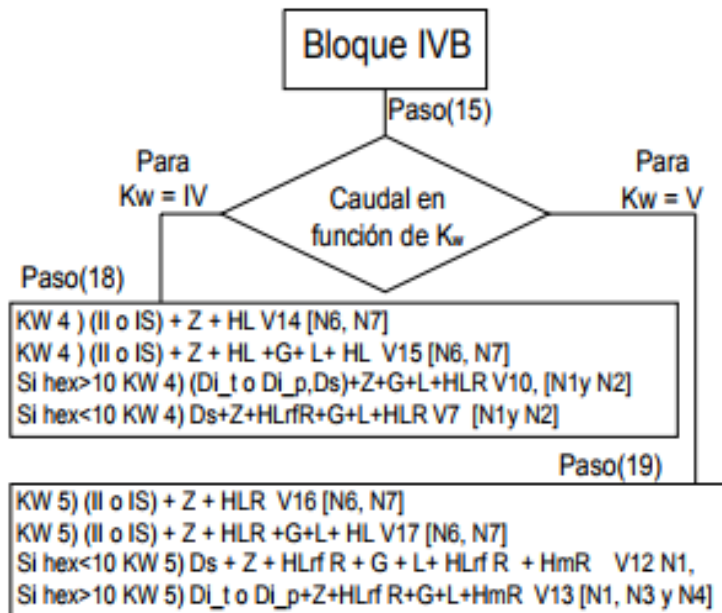 Bloque IVB
Paso(15)
Para
Kw = IV
Caudal en
función de Kw
Para
Kw = V
Paso(18)
KW 4 ) (II o IS) + Z + HL V14 [N6, N7]
KW 4 ) (II o IS) + Z + HL +G+ L+ HL V15 [N6, N7]
Si hex>10 KW 4) (Di_t o Di_p,Ds)+Z+G+L+HLR V10, [N1y N2]
Si hex<10 KW 4) Ds+Z+HLrfR+G+L+HLR V7 [N1y N2]
Paso(19)
KW 5) (II o IS) + Z + HLR V16 [N6, N7]
KW 5) (II o IS) + Z + HLR +G+L+ HL V17 [N6, N7]
Si hex<10 KW 5) Ds + Z + HLrf R + G + L+ HLrf R + HmR V12 N1,
Si hex>10 KW 5) Di_t o Di_p+Z+HLrf R+G+L+HmR V13 [N1, N3 y N4]